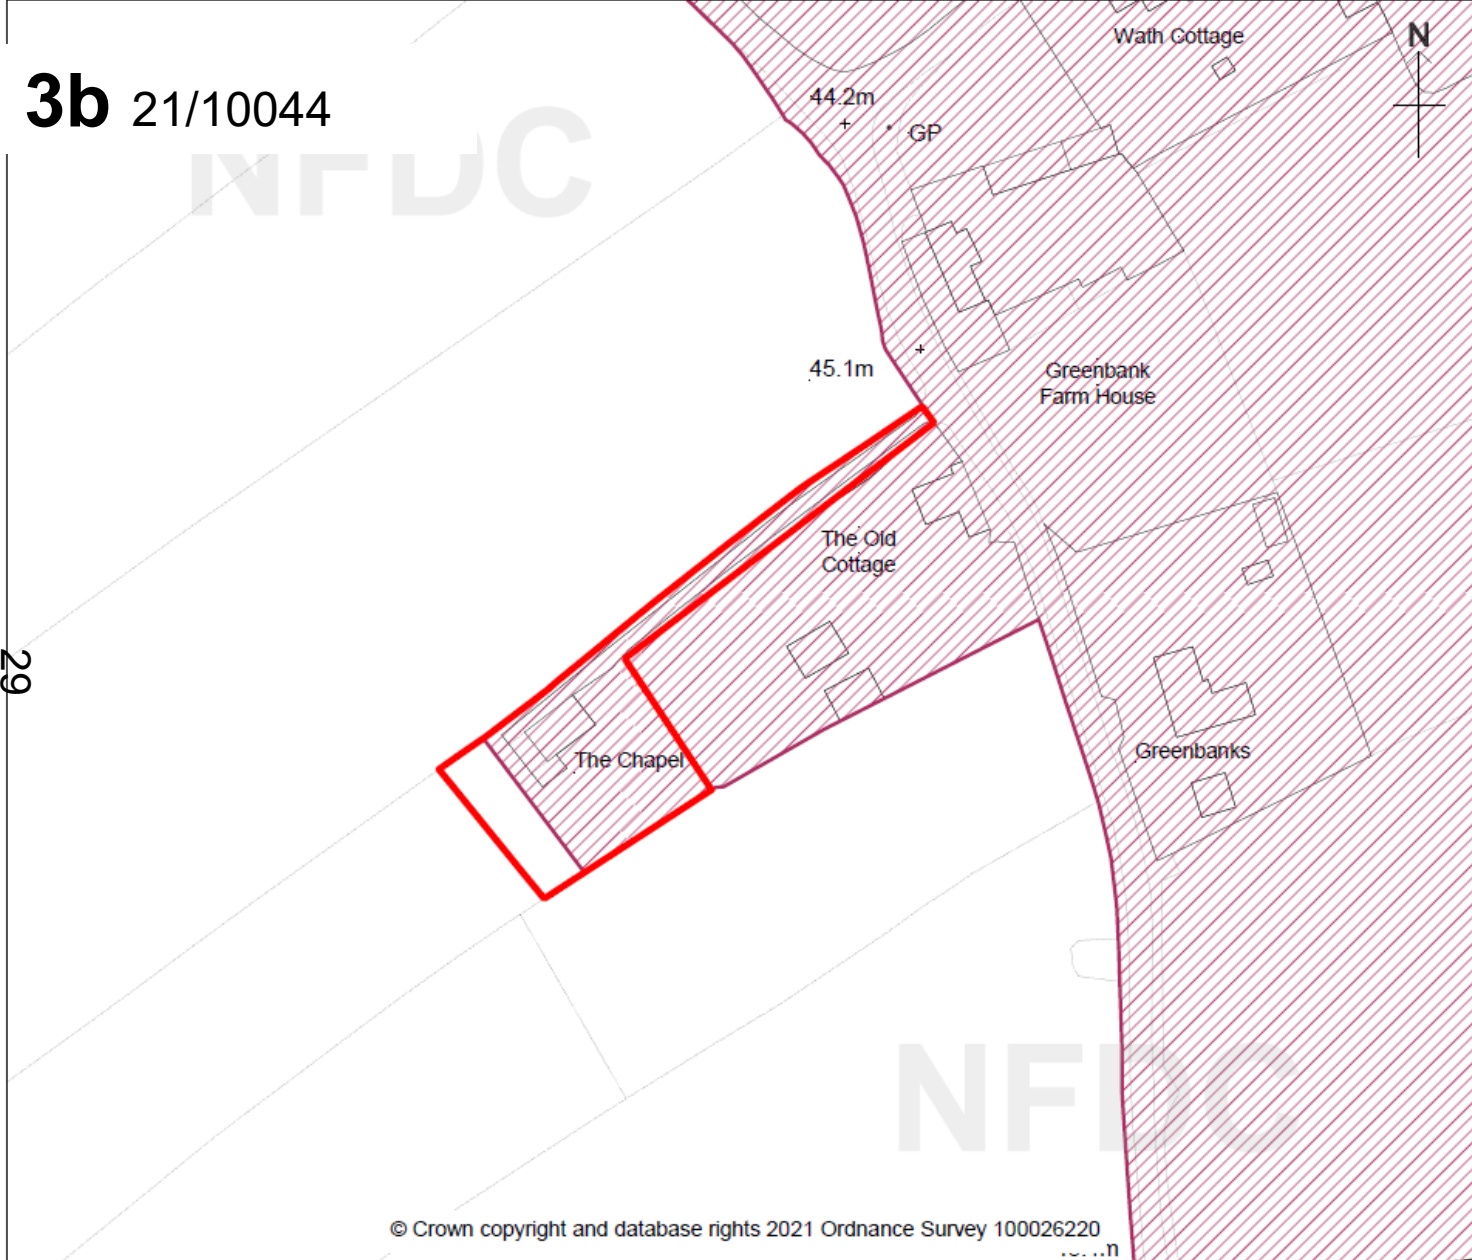 Wath Cottage
N
3b 21/10044
44.2m
GP
NFDC
45.1m
Greenbank
Farm House
The Old
Cottage
29
The Chapel
Greenbanks
NFDC
© Crown copyright and database rights 2021 Ordnance Survey 100026220